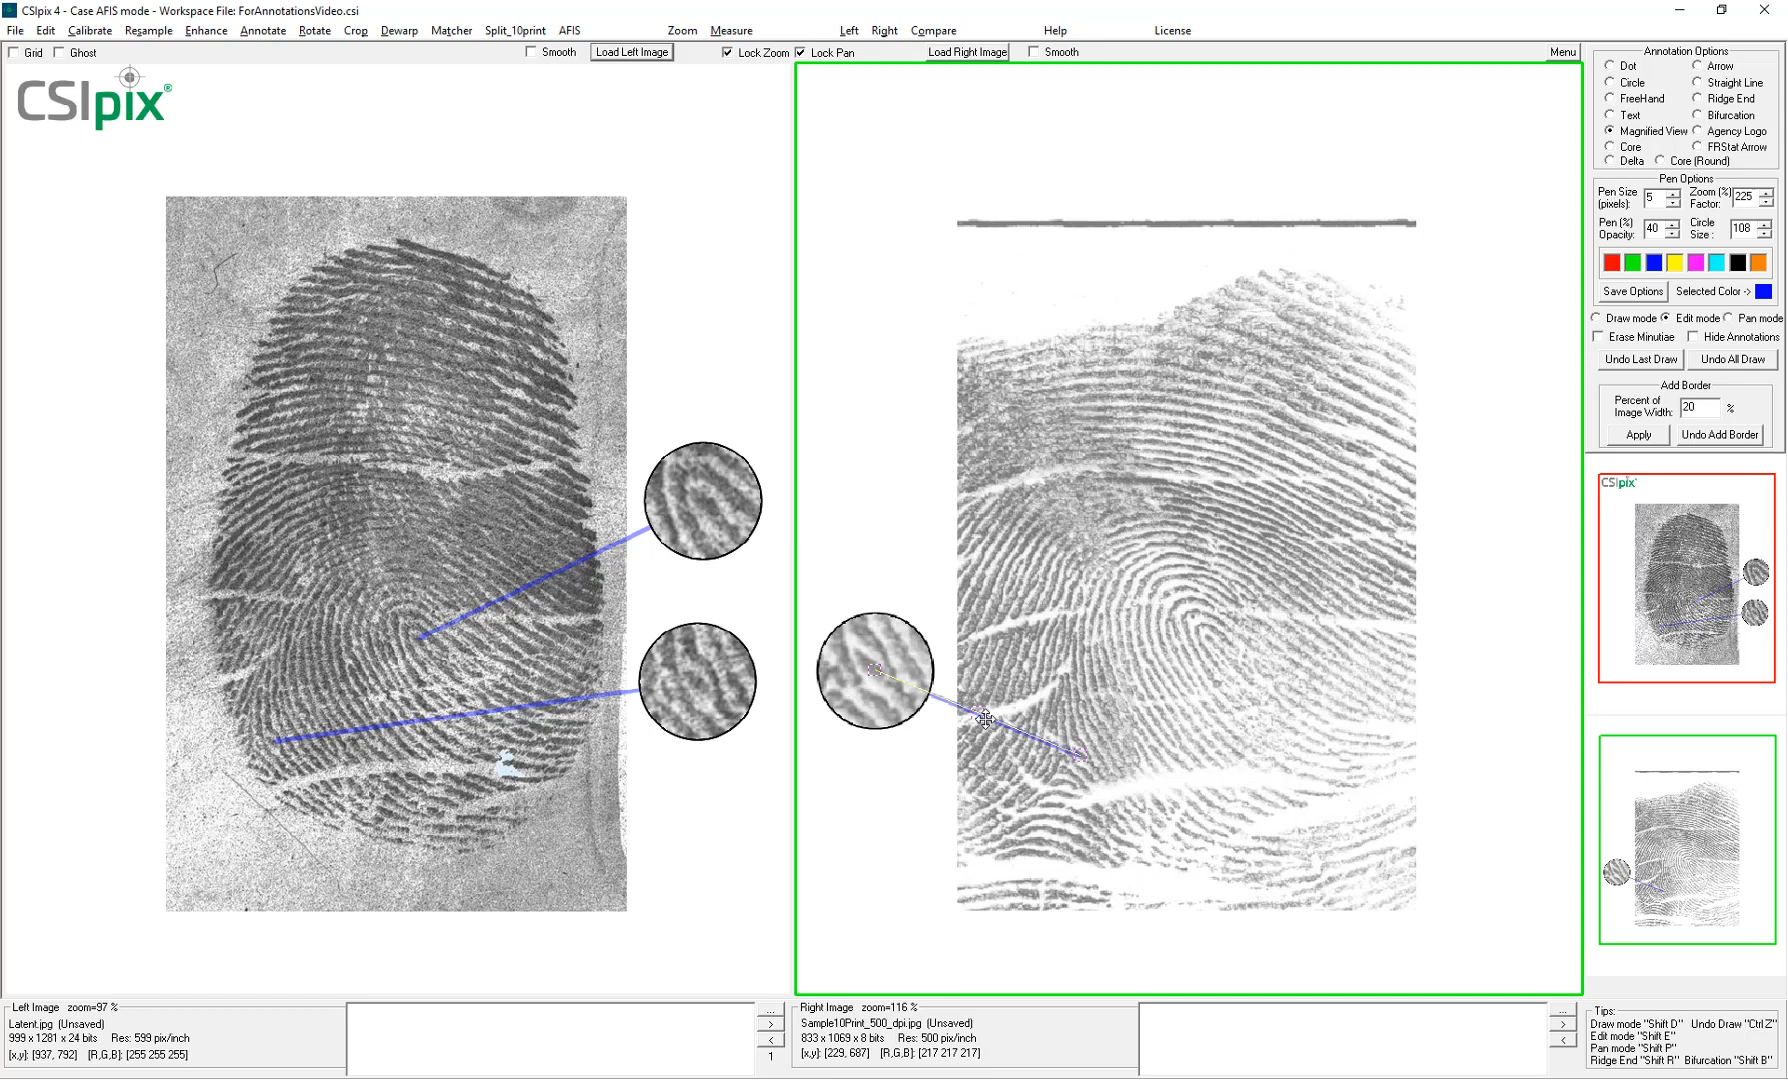 CSIpix 4 - Case AFIS mode - Workspace File: ForAnnotationsVideo.csi
File Edit Calibrate Resample Enhance Annotate Rotate Crop Dewarp Matcher Split_10print AFIS Zoom Measure Left Right Compare Help License
Grid Ghost Smooth Load Left Image Lock Zoom Lock Pan Load Right Image Smooth Menu
CSIpix®
Annotation Options
Dot Arrow
Circle Straight Line
FreeHand Ridge End
Text Bifurcation
Magnified View Agency Logo
Core FRStat Arrow
Delta Core (Round)
Pen Options
Pen Size (pixels): 5 Zoom (%) Factor: 225
Pen (%) Opacity: 40 Circle Size : 108
Save Options Selected Color ->
Draw mode Edit mode Pan mode
Erase Minutiae Hide Annotations
Undo Last Draw Undo All Draw
Add Border
Percent of Image Width: 20 %
Apply Undo Add Border
CSIpix
Left Image zoom=97 %
Latent.jpg (Unsaved)
999 x 1281 x 24 bits Res: 599 pix/inch
[x,y]: [937, 792] [R,G,B]: [255 255 255]
...
>
<
1
Right Image zoom=116 %
Sample10Print_500_dpi.jpg (Unsaved)
833 x 1069 x 8 bits Res: 500 pix/inch
[x,y]: [229, 687] [R,G,B]: [217 217 217]
...
>
<
Tips:
Draw mode "Shift D" Undo Draw "Ctrl Z"
Edit mode "Shift E"
Pan mode "Shift P"
Ridge End "Shift R" Bifurcation "Shift B"